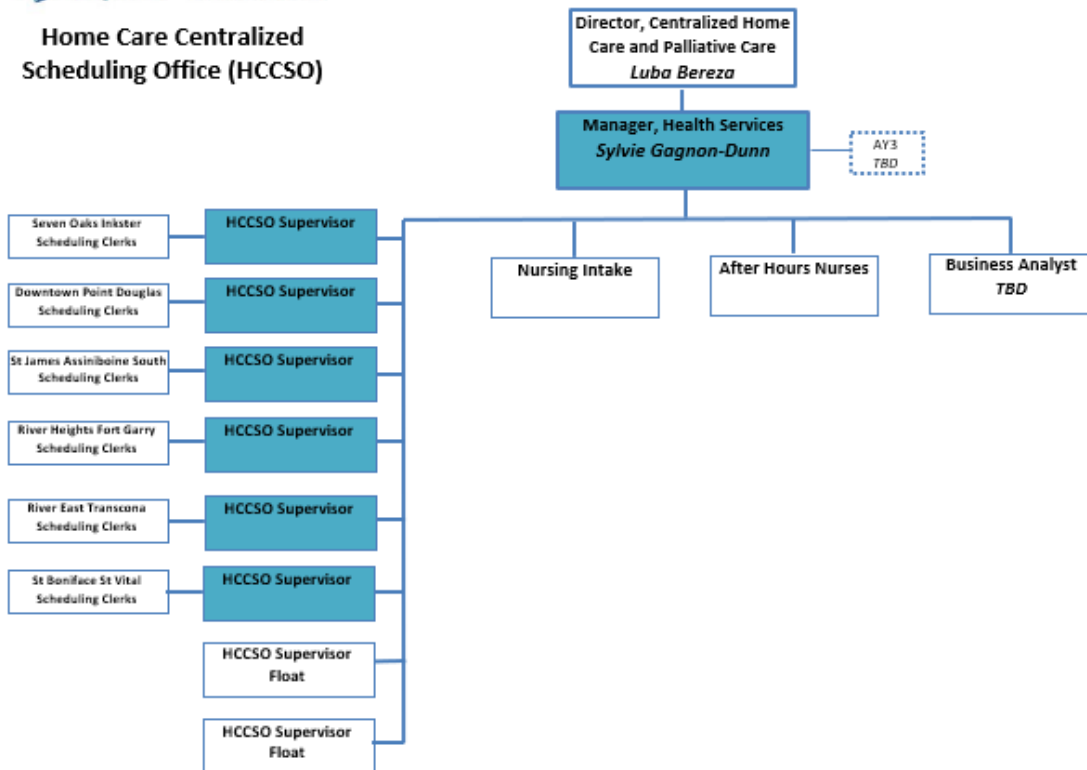 Home Care Centralized
Scheduling Office (HCCSO)
Director, Centralized Home
Care and Palliative Care
Luba Bereza
Manager, Health Services
Sylvie Gagnon-Dunn
AY3
TBD
Seven Oaks Inkster
Scheduling Clerks
HCCSO Supervisor
Nursing Intake
After Hours Nurses
Business Analyst
TBD
Downtown Point Douglas
Scheduling Clerks
HCCSO Supervisor
St James Assiniboine South
Scheduling Clerks
HCCSO Supervisor
River Heights Fort Garry
Scheduling Clerks
HCCSO Supervisor
River East Transcona
Scheduling Clerks
HCCSO Supervisor
St Boniface St Vital
Scheduling Clerks
HCCSO Supervisor
HCCSO Supervisor
Float
HCCSO Supervisor
Float